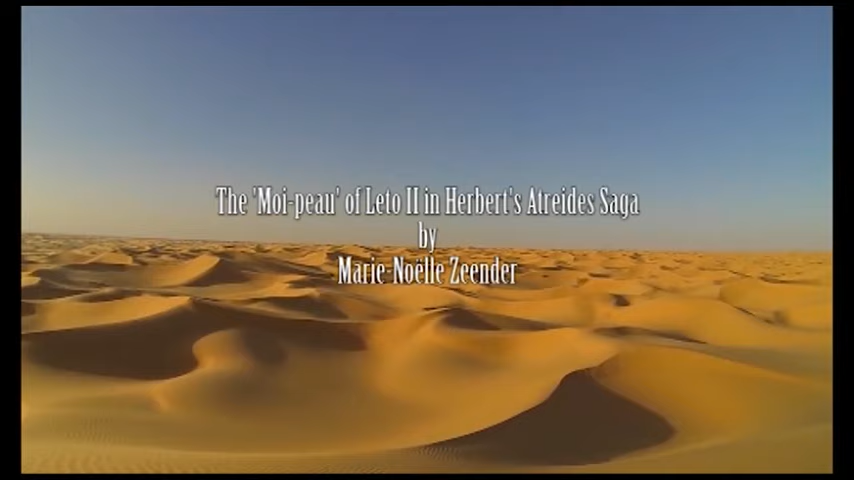 The 'Moi-peau' of Leto II in Herbert's Atreides Saga
by
Marie-Noëlle Zeender